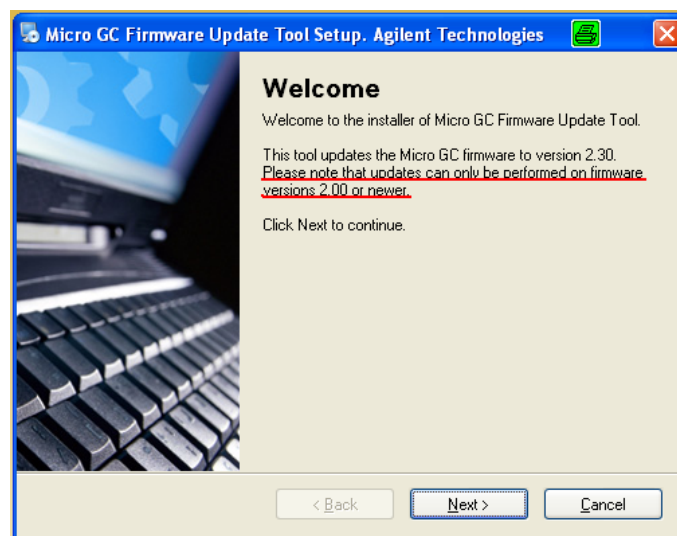 Micro GC Firmware Update Tool Setup. Agilent Technologies
Welcome
Welcome to the installer of Micro GC Firmware Update Tool.
This tool updates the Micro GC firmware to version 2.30.
Please note that updates can only be performed on firmware
versions 2.00 or newer.
Click Next to continue.
< Back
Next >
Cancel